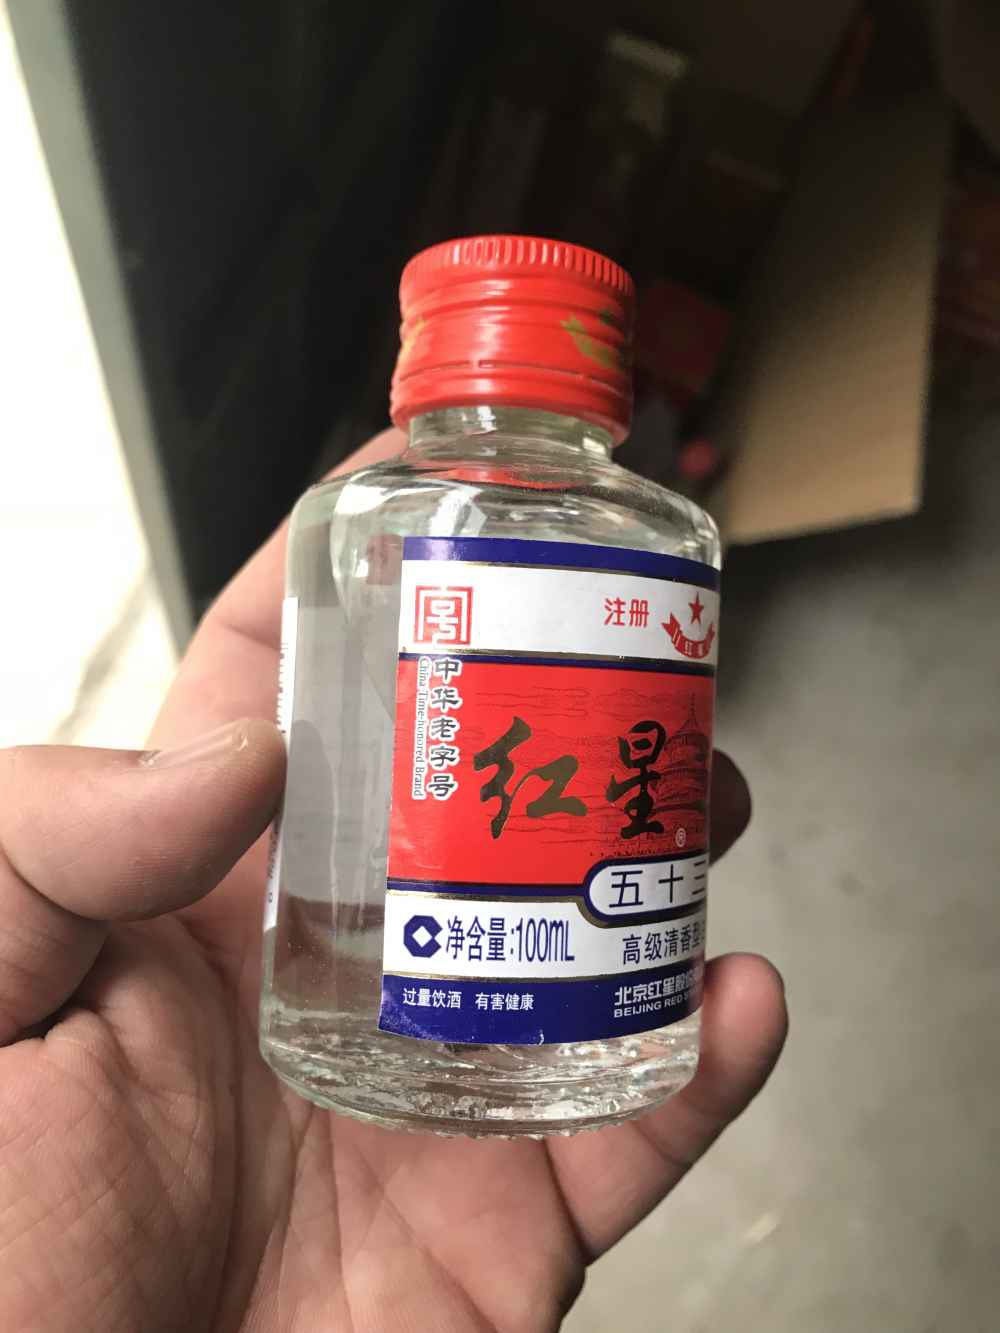 注册
中华老字号
China Time-honored Brand
红星
®
五十三
净含量:100mL
高级清香型
过量饮酒 有害健康
北京红星股份
BEIJING RED